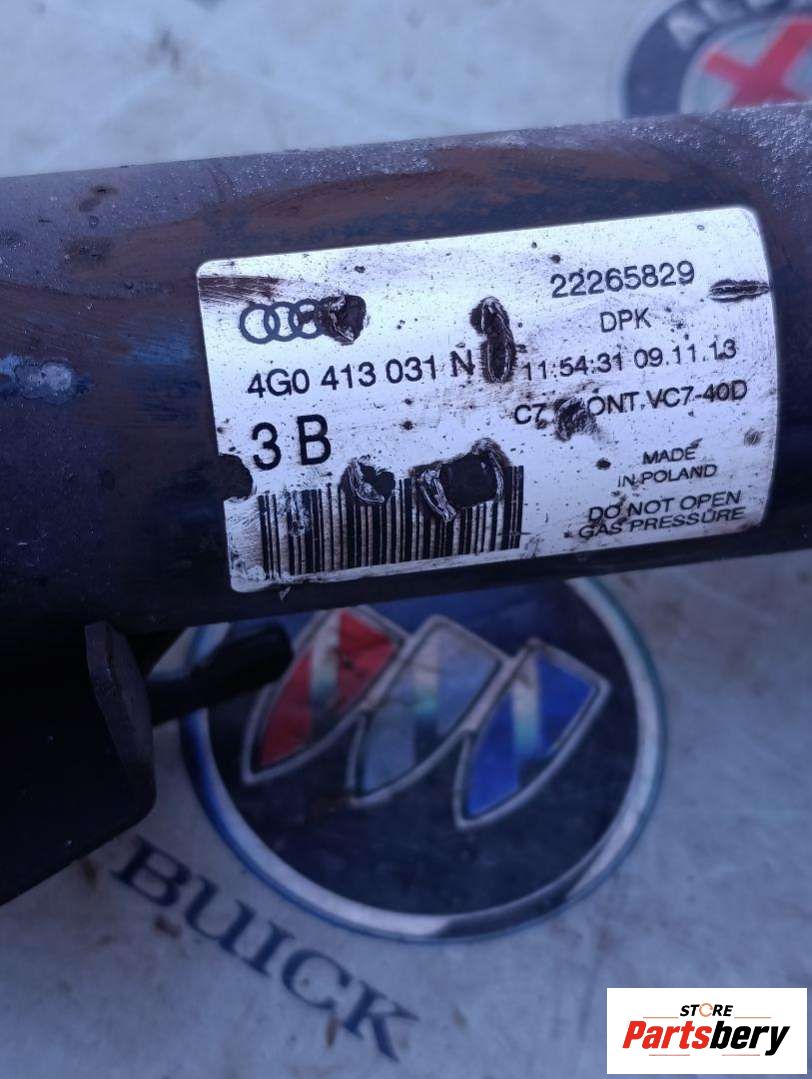 22265829
DPK
4G0 413 031 N
11:54:31 09.11.13
C7 VC7-40D
3 B
MADE
IN POLAND
DO NOT OPEN
GAS PRESSURE
BUICK
STORE
Partsbery